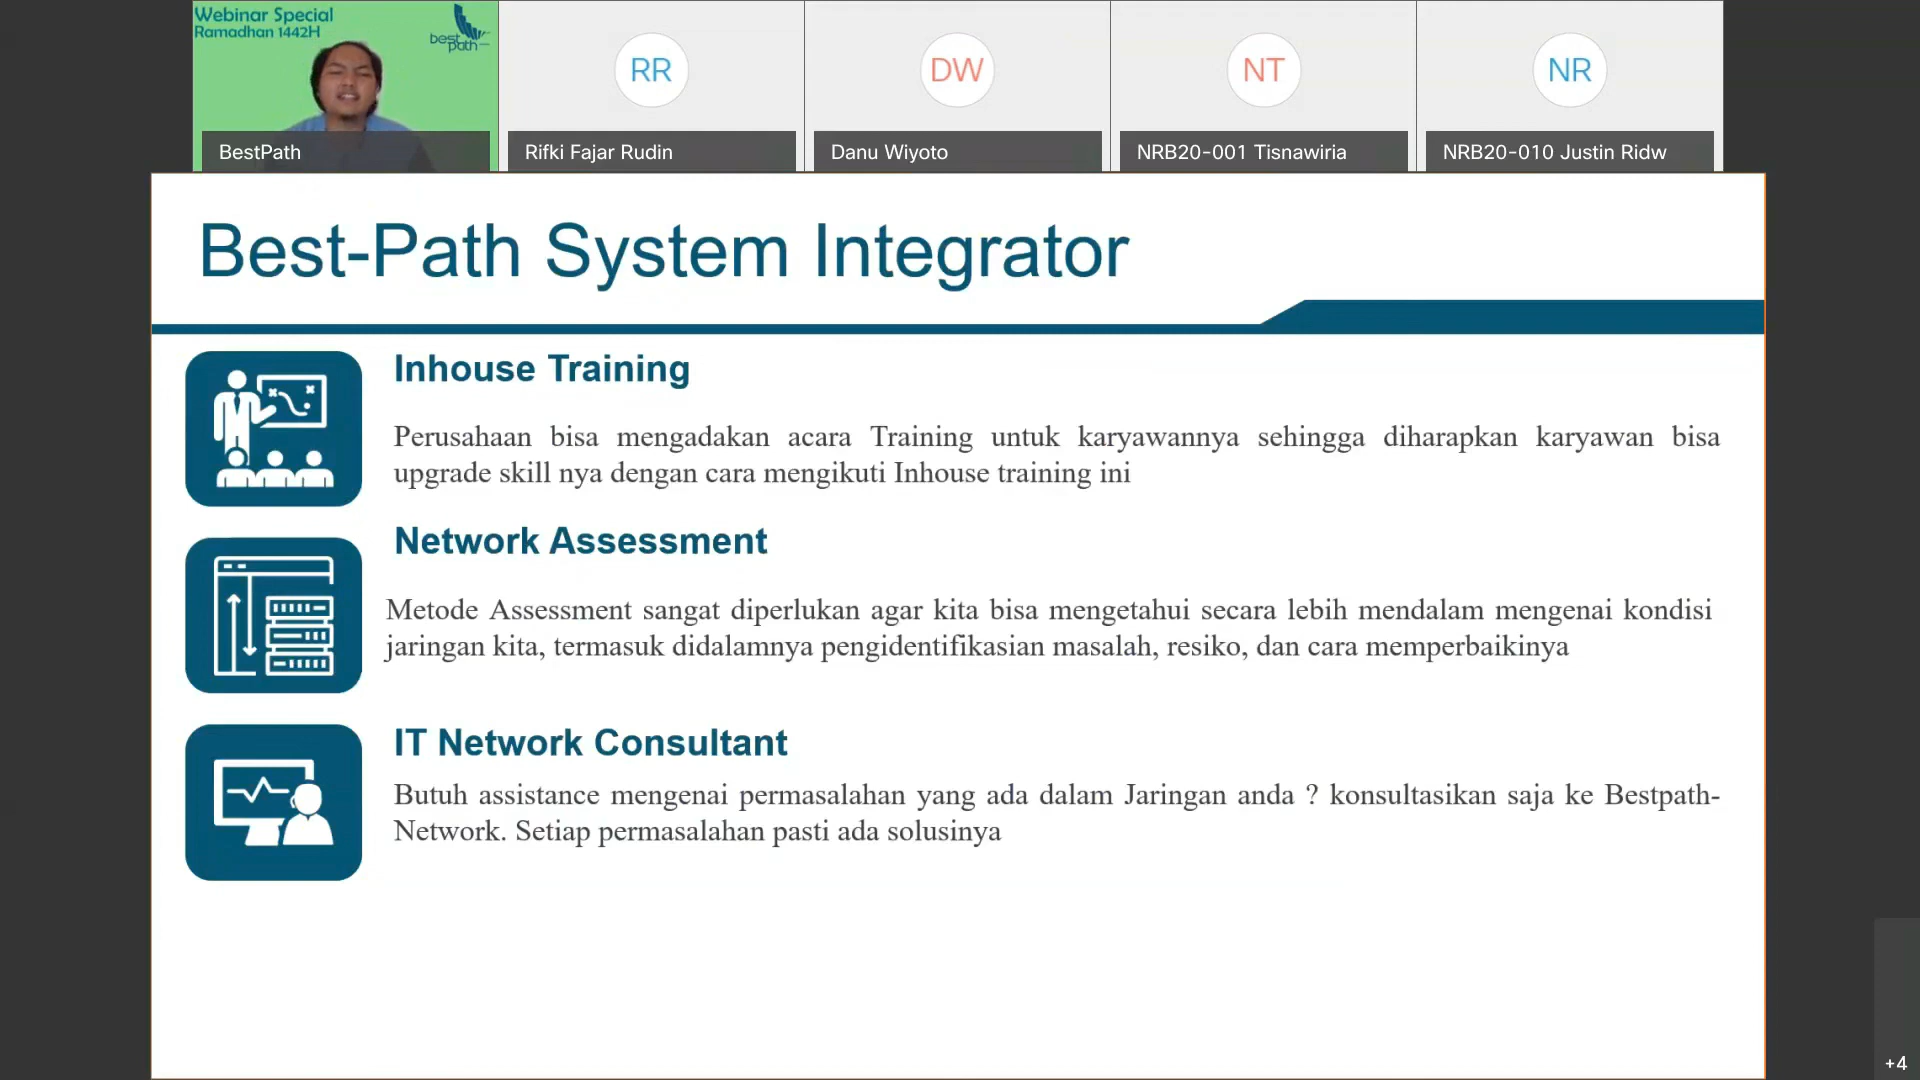 Webinar Special
Ramadhan 1442H
best
path
RR
DW
NT
NR
BestPath
Rifki Fajar Rudin
Danu Wiyoto
NRB20-001 Tisnawiria
NRB20-010 Justin Ridw
Best-Path System Integrator
Inhouse Training
Perusahaan bisa mengadakan acara Training untuk karyawannya sehingga diharapkan karyawan bisa
upgrade skill nya dengan cara mengikuti Inhouse training ini
Network Assessment
Metode Assessment sangat diperlukan agar kita bisa mengetahui secara lebih mendalam mengenai kondisi
jaringan kita, termasuk didalamnya pengidentifikasian masalah, resiko, dan cara memperbaikinya
IT Network Consultant
Butuh assistance mengenai permasalahan yang ada dalam Jaringan anda ? konsultasikan saja ke Bestpath-
Network. Setiap permasalahan pasti ada solusinya
+4